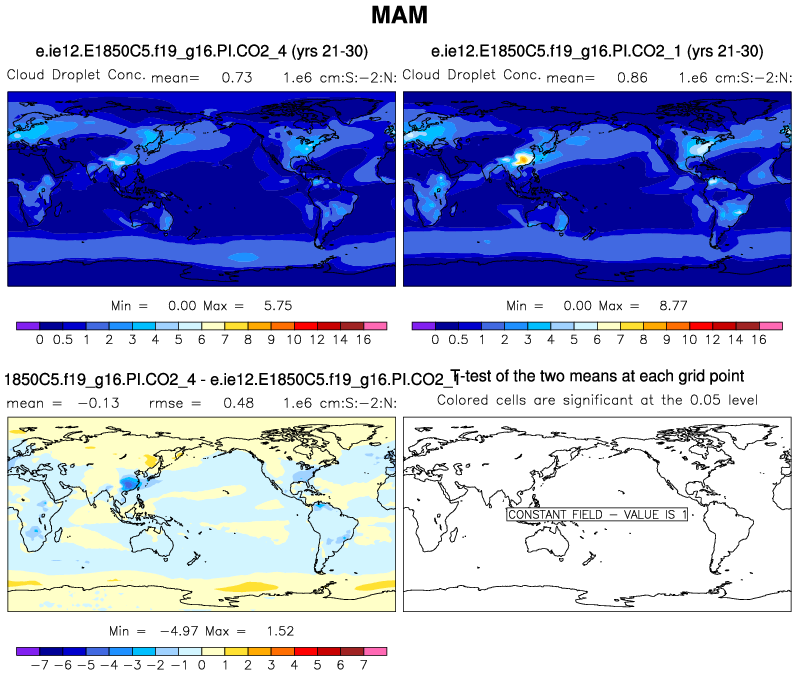 MAM
e.ie12.E1850C5.f19_g16.PI.CO2_4 (yrs 21-30)
Cloud Droplet Conc. mean= 0.73 1.e6 cm:S:-2:N:
Min = 0.00 Max = 5.75
0 0.5 1 2 3 4 5 6 7 8 9 10 12 14 16
e.ie12.E1850C5.f19_g16.PI.CO2_1 (yrs 21-30)
Cloud Droplet Conc. mean= 0.86 1.e6 cm:S:-2:N:
Min = 0.00 Max = 8.77
0 0.5 1 2 3 4 5 6 7 8 9 10 12 14 16
1850C5.f19_g16.PI.CO2_4 - e.ie12.E1850C5.f19_g16.PI.CO2_1
mean = -0.13 rmse = 0.48 1.e6 cm:S:-2:N:
Min = -4.97 Max = 1.52
-7 -6 -5 -4 -3 -2 -1 0 1 2 3 4 5 6 7
T-test of the two means at each grid point
Colored cells are significant at the 0.05 level
CONSTANT FIELD - VALUE IS 1